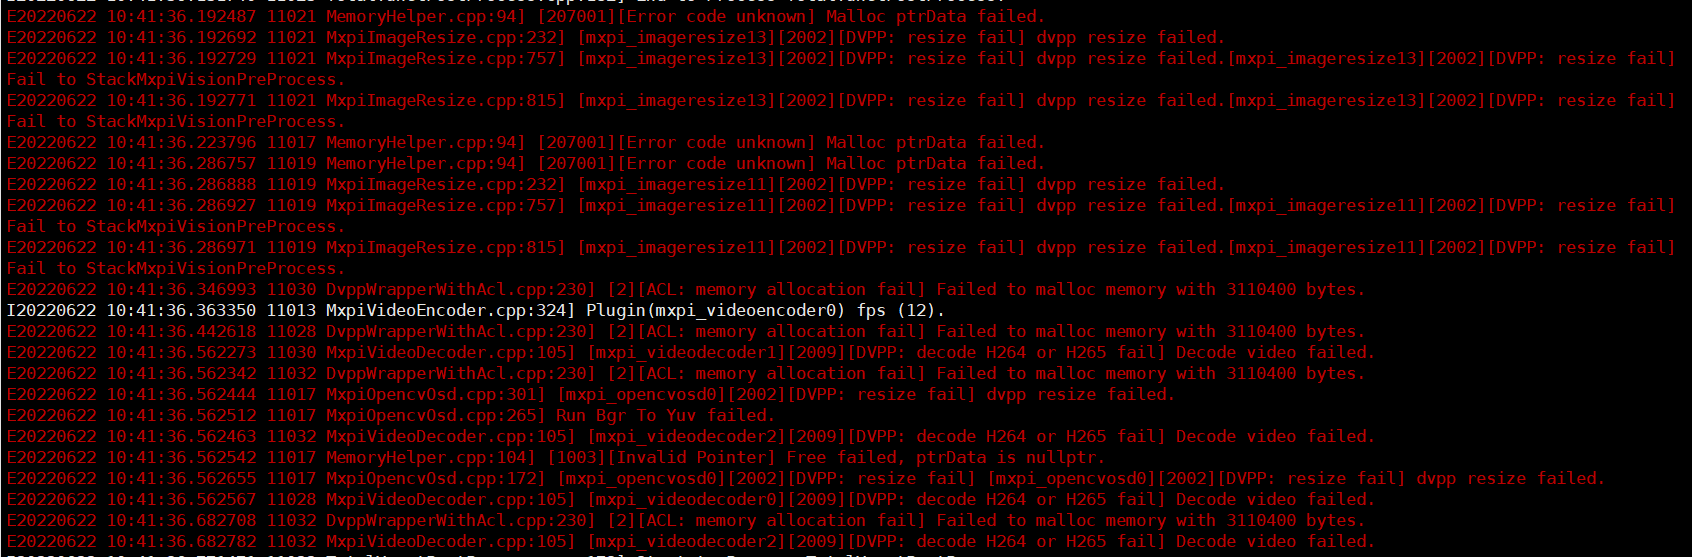 E20220622 10:41:36.192487 11021 MemoryHelper.cpp:94] [207001][Error code unknown] Malloc ptrData failed.
E20220622 10:41:36.192692 11021 MxpiImageResize.cpp:232] [mxpi_imageresize13][2002][DVPP: resize fail] dvpp resize failed.
E20220622 10:41:36.192729 11021 MxpiImageResize.cpp:757] [mxpi_imageresize13][2002][DVPP: resize fail] dvpp resize failed.[mxpi_imageresize13][2002][DVPP: resize fail]
Fail to StackMxpiVisionPreProcess.
E20220622 10:41:36.192771 11021 MxpiImageResize.cpp:815] [mxpi_imageresize13][2002][DVPP: resize fail] dvpp resize failed.[mxpi_imageresize13][2002][DVPP: resize fail]
Fail to StackMxpiVisionPreProcess.
E20220622 10:41:36.223796 11017 MemoryHelper.cpp:94] [207001][Error code unknown] Malloc ptrData failed.
E20220622 10:41:36.286757 11019 MemoryHelper.cpp:94] [207001][Error code unknown] Malloc ptrData failed.
E20220622 10:41:36.286888 11019 MxpiImageResize.cpp:232] [mxpi_imageresize11][2002][DVPP: resize fail] dvpp resize failed.
E20220622 10:41:36.286927 11019 MxpiImageResize.cpp:757] [mxpi_imageresize11][2002][DVPP: resize fail] dvpp resize failed.[mxpi_imageresize11][2002][DVPP: resize fail]
Fail to StackMxpiVisionPreProcess.
E20220622 10:41:36.286971 11019 MxpiImageResize.cpp:815] [mxpi_imageresize11][2002][DVPP: resize fail] dvpp resize failed.[mxpi_imageresize11][2002][DVPP: resize fail]
Fail to StackMxpiVisionPreProcess.
E20220622 10:41:36.346993 11030 DvppWrapperWithAcl.cpp:230] [2][ACL: memory allocation fail] Failed to malloc memory with 3110400 bytes.
I20220622 10:41:36.363350 11013 MxpiVideoEncoder.cpp:324] Plugin(mxpi_videoencoder0) fps (12).
E20220622 10:41:36.442618 11028 DvppWrapperWithAcl.cpp:230] [2][ACL: memory allocation fail] Failed to malloc memory with 3110400 bytes.
E20220622 10:41:36.562273 11030 MxpiVideoDecoder.cpp:105] [mxpi_videodecoder1][2009][DVPP: decode H264 or H265 fail] Decode video failed.
E20220622 10:41:36.562342 11032 DvppWrapperWithAcl.cpp:230] [2][ACL: memory allocation fail] Failed to malloc memory with 3110400 bytes.
E20220622 10:41:36.562444 11017 MxpiOpencvOsd.cpp:301] [mxpi_opencvosd0][2002][DVPP: resize fail] dvpp resize failed.
E20220622 10:41:36.562512 11017 MxpiOpencvOsd.cpp:265] Run Bgr To Yuv failed.
E20220622 10:41:36.562463 11032 MxpiVideoDecoder.cpp:105] [mxpi_videodecoder2][2009][DVPP: decode H264 or H265 fail] Decode video failed.
E20220622 10:41:36.562542 11017 MemoryHelper.cpp:104] [1003][Invalid Pointer] Free failed, ptrData is nullptr.
E20220622 10:41:36.562655 11017 MxpiOpencvOsd.cpp:172] [mxpi_opencvosd0][2002][DVPP: resize fail] [mxpi_opencvosd0][2002][DVPP: resize fail] dvpp resize failed.
E20220622 10:41:36.562567 11028 MxpiVideoDecoder.cpp:105] [mxpi_videodecoder0][2009][DVPP: decode H264 or H265 fail] Decode video failed.
E20220622 10:41:36.682708 11032 DvppWrapperWithAcl.cpp:230] [2][ACL: memory allocation fail] Failed to malloc memory with 3110400 bytes.
E20220622 10:41:36.682782 11032 MxpiVideoDecoder.cpp:105] [mxpi_videodecoder2][2009][DVPP: decode H264 or H265 fail] Decode video failed.